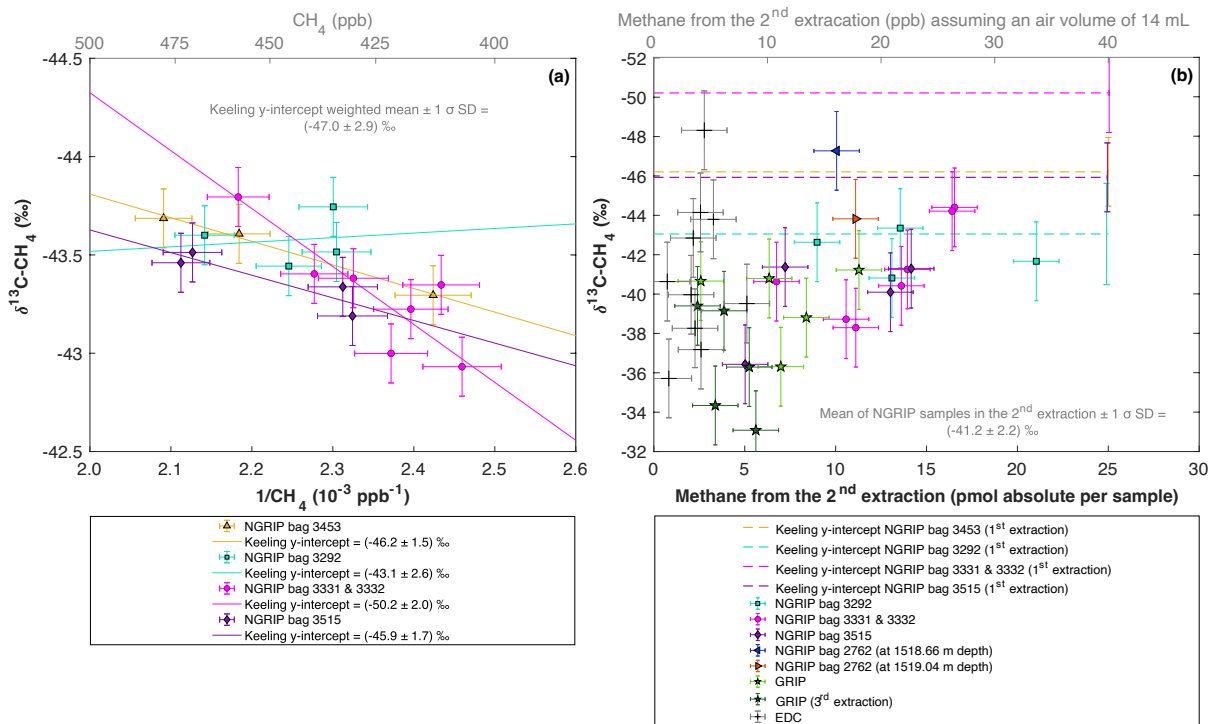 CH4 (ppb)
500 475 450 425 400
(a)
Keeling y-intercept weighted mean ± 1 σ SD =
(-47.0 ± 2.9) ‰
-44.5
-44
-43.5
-43
-42.5
δ13C-CH4 (‰)
2.0 2.1 2.2 2.3 2.4 2.5 2.6
1/CH4 (10-3 ppb-1)
NGRIP bag 3453
Keeling y-intercept = (-46.2 ± 1.5) ‰
NGRIP bag 3292
Keeling y-intercept = (-43.1 ± 2.6) ‰
NGRIP bag 3331 & 3332
Keeling y-intercept = (-50.2 ± 2.0) ‰
NGRIP bag 3515
Keeling y-intercept = (-45.9 ± 1.7) ‰
Methane from the 2nd extracation (ppb) assuming an air volume of 14 mL
0 10 20 30 40
(b)
-52
-50
-48
-46
-44
-42
-40
-38
-36
-34
-32
δ13C-CH4 (‰)
Mean of NGRIP samples in the 2nd extraction ± 1 σ SD =
(-41.2 ± 2.2) ‰
0 5 10 15 20 25 30
Methane from the 2nd extraction (pmol absolute per sample)
Keeling y-intercept NGRIP bag 3453 (1st extraction)
Keeling y-intercept NGRIP bag 3292 (1st extraction)
Keeling y-intercept NGRIP bag 3331 & 3332 (1st extraction)
Keeling y-intercept NGRIP bag 3515 (1st extraction)
NGRIP bag 3292
NGRIP bag 3331 & 3332
NGRIP bag 3515
NGRIP bag 2762 (at 1518.66 m depth)
NGRIP bag 2762 (at 1519.04 m depth)
GRIP
GRIP (3rd extraction)
EDC